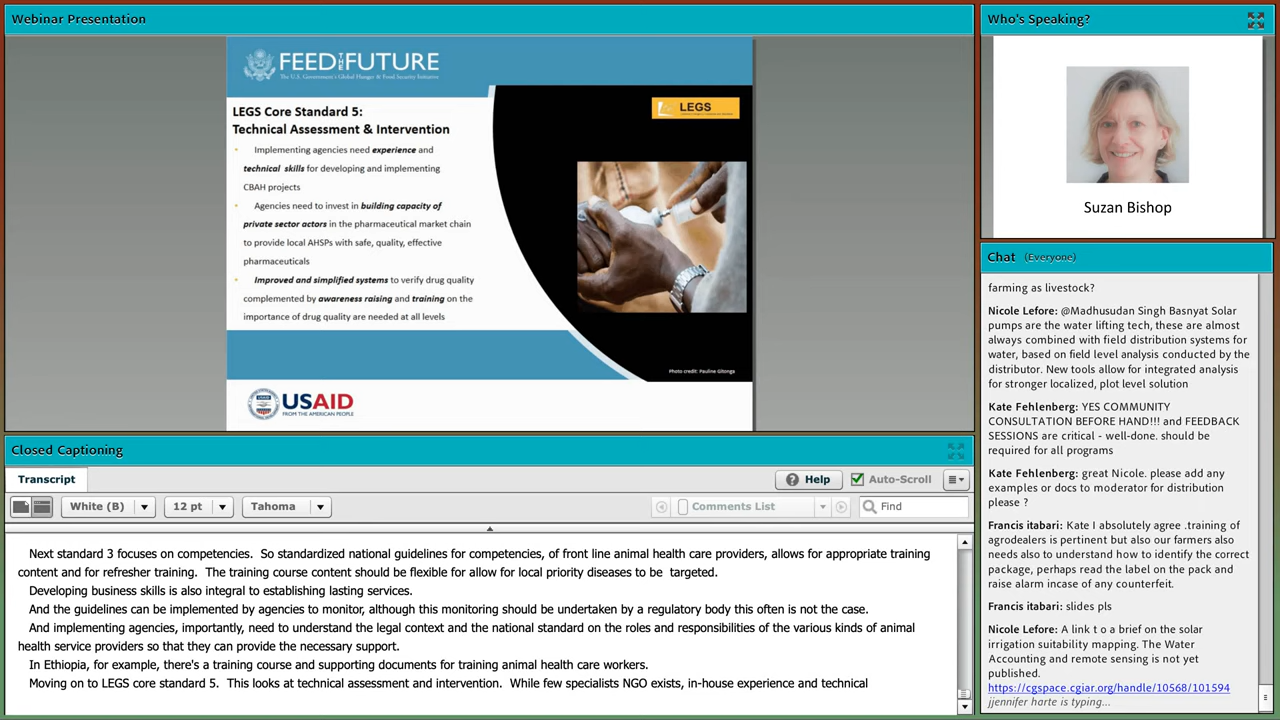 Webinar Presentation
FEED THE FUTURE
The U.S. Government's Global Hunger & Food Security Initiative
LEGS
LEGS Core Standard 5:
Technical Assessment & Intervention
Implementing agencies need experience and
technical skills for developing and implementing
CBAH projects
Agencies need to invest in building capacity of
private sector actors in the pharmaceutical market chain
to provide local AHSPs with safe, quality, effective
pharmaceuticals
Improved and simplified systems to verify drug quality
complemented by awareness raising and training on the
importance of drug quality are needed at all levels
Photo credit: Pauline Gitonga
USAID
FROM THE AMERICAN PEOPLE
Who's Speaking?
Suzan Bishop
Chat (Everyone)
farming as livestock?
Nicole Lefore: @Madhusudan Singh Basnyat Solar
pumps are the water lifting tech, these are almost
always combined with field distribution systems for
water, based on field level analysis conducted by the
distributor. New tools allow for integrated analysis
for stronger localized, plot level solution
Kate Fehlenberg: YES COMMUNITY
CONSULTATION BEFORE HAND!!! and FEEDBACK
SESSIONS are critical - well-done. should be
required for all programs
Kate Fehlenberg: great Nicole. please add any
examples or docs to moderator for distribution
please ?
Francis itabari: Kate I absolutely agree .training of
agrodealers is pertinent but also our farmers also
needs also to understand how to identify the correct
package, perhaps read the label on the pack and
raise alarm incase of any counterfeit.
Francis itabari: slides pls
Nicole Lefore: A link t o a brief on the solar
irrigation suitability mapping. The Water
Accounting and remote sensing is not yet
published.
https://cgspace.cgiar.org/handle/10568/101594
jjennifer harte is typing...
Closed Captioning
Transcript
Help
Auto-Scroll
White (B)
12 pt
Tahoma
Comments List
Find
Next standard 3 focuses on competencies. So standardized national guidelines for competencies, of front line animal health care providers, allows for appropriate training
content and for refresher training. The training course content should be flexible for allow for local priority diseases to be targeted.
Developing business skills is also integral to establishing lasting services.
And the guidelines can be implemented by agencies to monitor, although this monitoring should be undertaken by a regulatory body this often is not the case.
And implementing agencies, importantly, need to understand the legal context and the national standard on the roles and responsibilities of the various kinds of animal
health service providers so that they can provide the necessary support.
In Ethiopia, for example, there's a training course and supporting documents for training animal health care workers.
Moving on to LEGS core standard 5. This looks at technical assessment and intervention. While few specialists NGO exists, in-house experience and technical